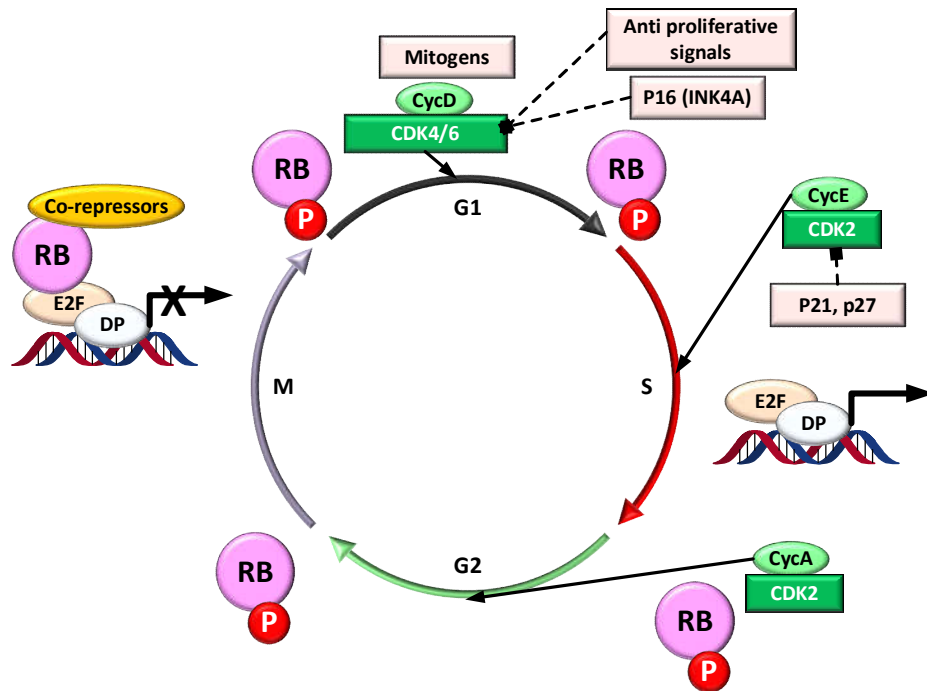 Anti proliferative
signals
Mitogens
P16 (INK4A)
CycD
CDK4/6
RB
P
RB
P
G1
Co-repressors
RB
E2F
DP
X
CycE
CDK2
P21, p27
M
S
E2F
DP
G2
RB
P
CycA
CDK2
RB
P